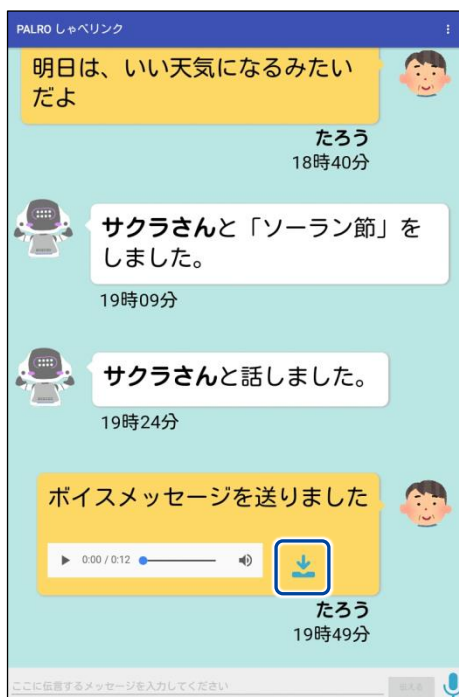 PALRO しゃべリンク
明日は、いい天気になるみたい
だよ
たろう
18時40分
サクラさんと「ソーラン節」を
しました。
19時09分
サクラさんと話しました。
19時24分
ボイスメッセージを送りました
0:00 / 0:12
たろう
19時49分
ここに伝言するメッセージを入力してください
伝える